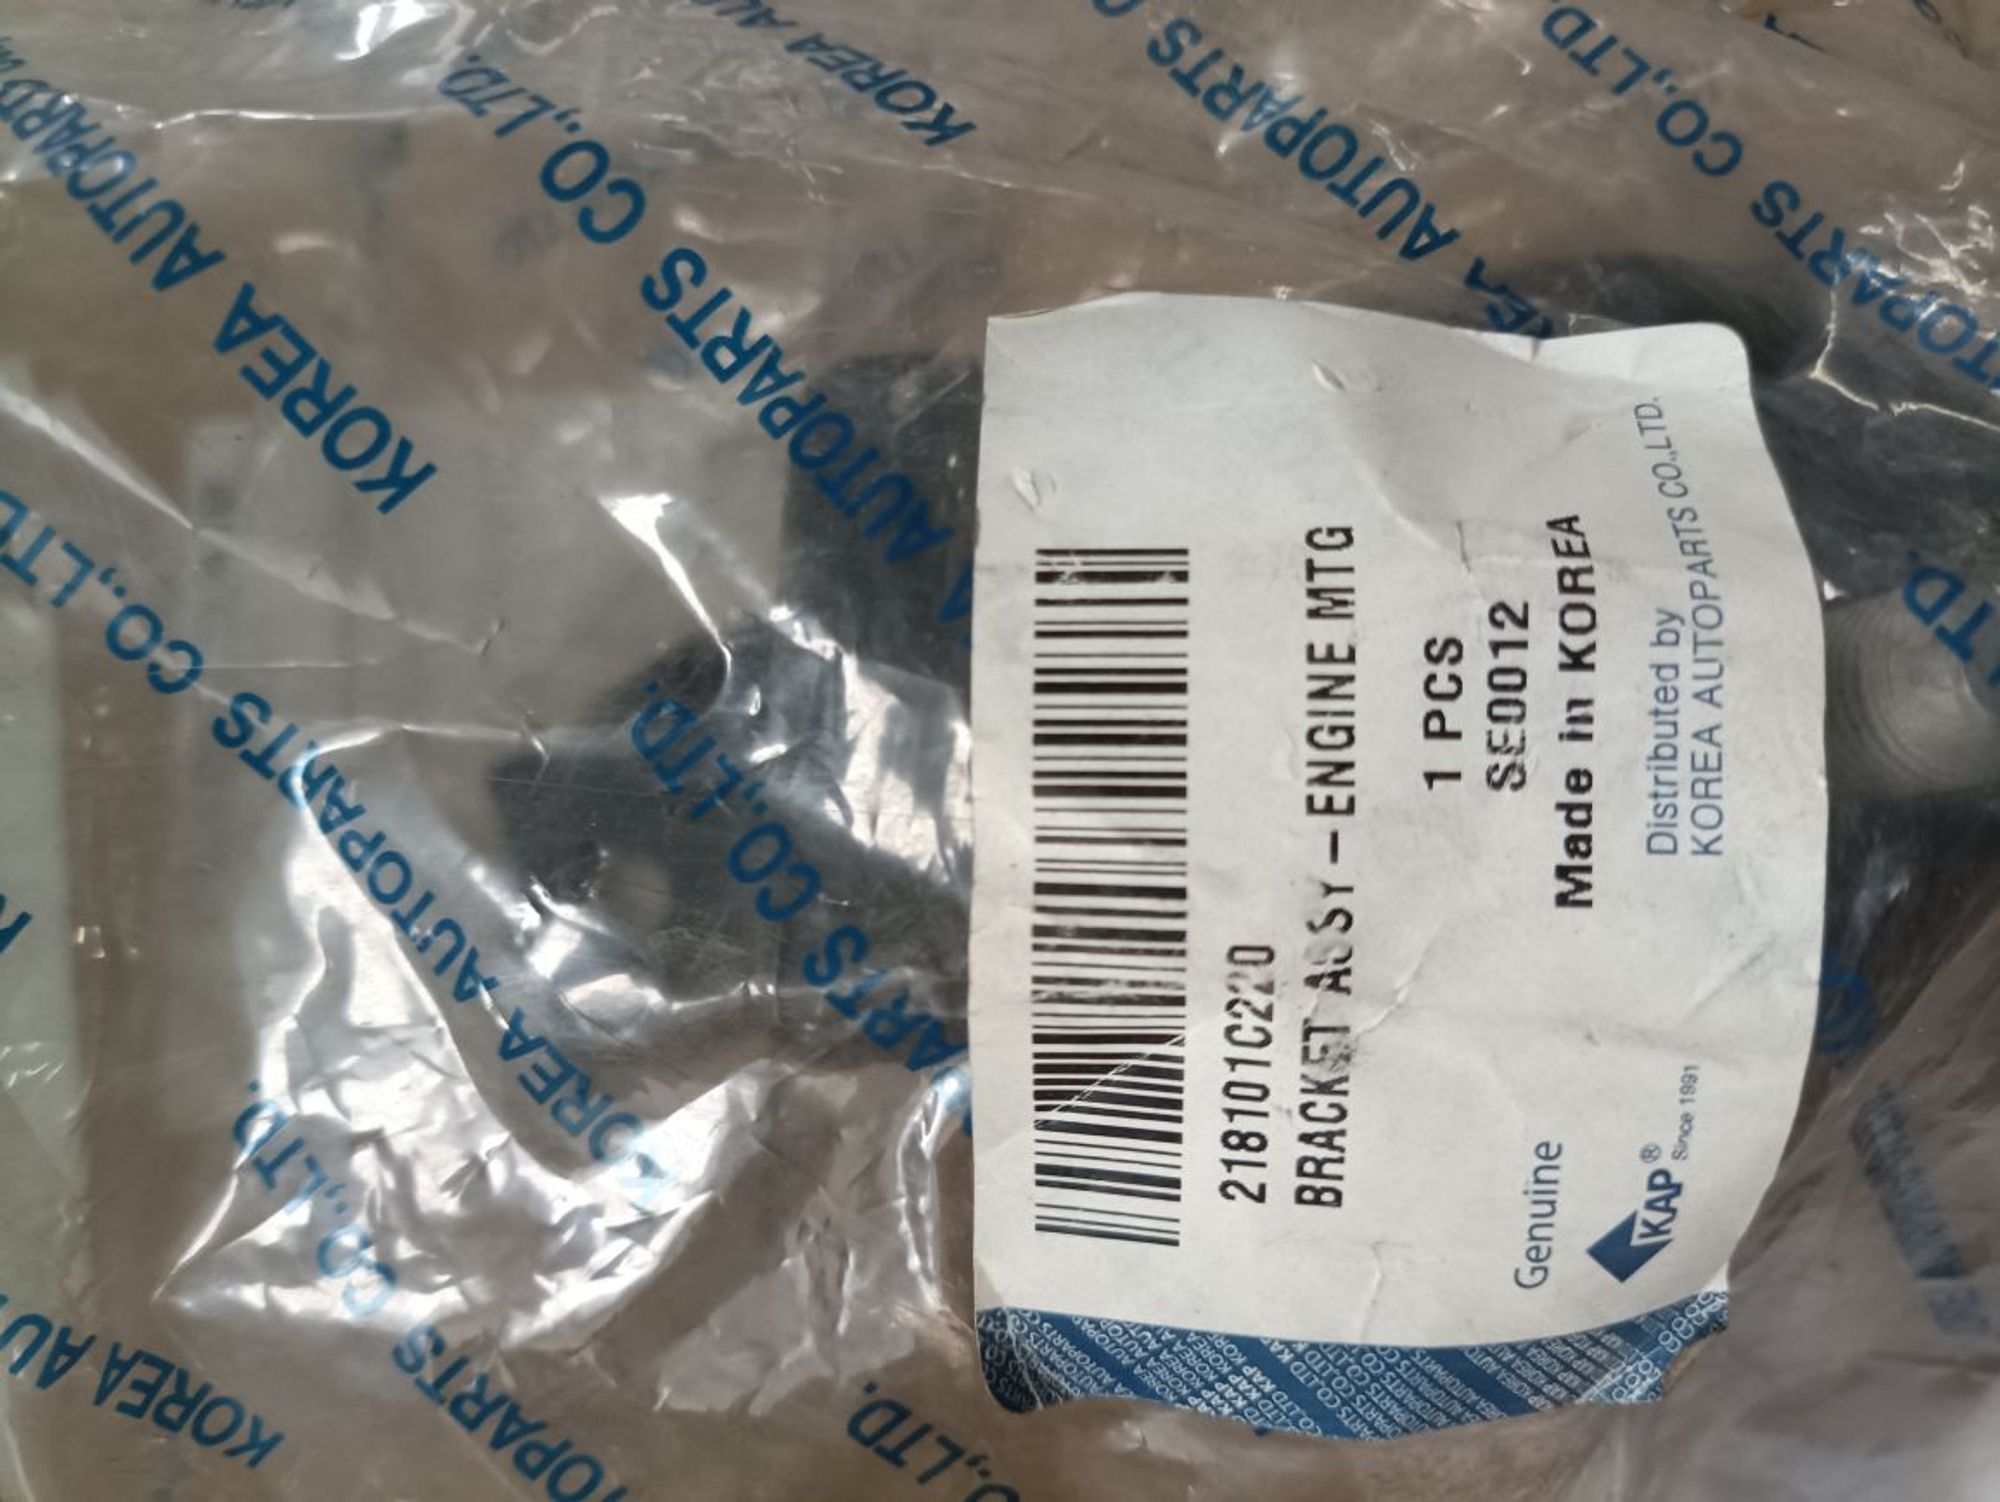 218101C220
BRACKET ASSY-ENGINE MTG
1 PCS
SE0012
Made in KOREA
Genuine
KAP®
Since 1991
Distributed by
KOREA AUTOPARTS CO.,LTD.
KOREA AUTOPARTS CO.,LTD.
KOREA AUTOPARTS CO.,LTD.
KOREA AUTOPARTS CO.,LTD.